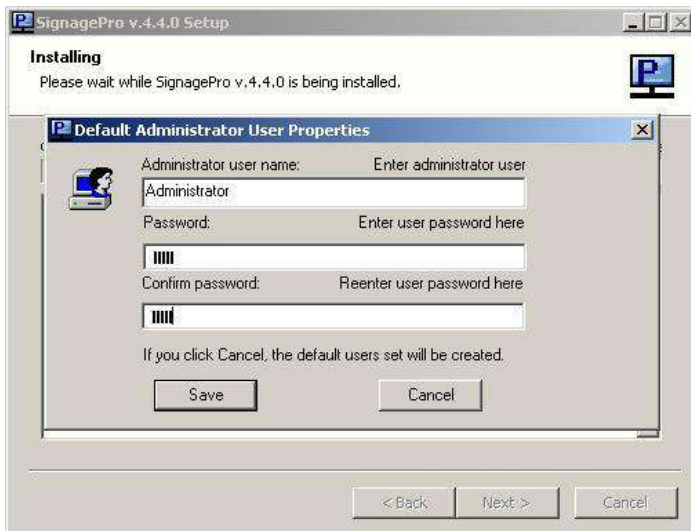 SignagePro v.4.4.0 Setup
Installing
Please wait while SignagePro v.4.4.0 is being installed.
P
Default Administrator User Properties
Administrator user name: Enter administrator user
Administrator
Password: Enter user password here
Confirm password: Reenter user password here
If you click Cancel, the default users set will be created.
Save Cancel
< Back Next > Cancel